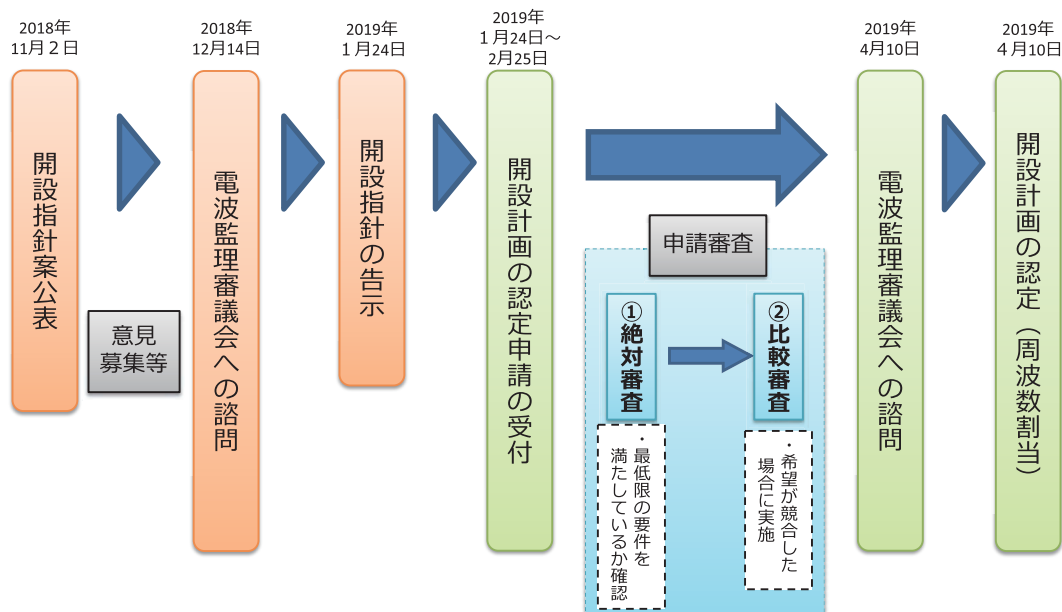 2018年
11月２日
開設指針案公表
意見
募集等
2018年
12月14日
電波監理審議会への諮問
2019年
１月24日
開設指針の告示
2019年
１月24日～
2月25日
開設計画の認定申請の受付
申請審査
①絶対審査
・最低限の要件を
満たしているか確認
②比較審査
・希望が競合した
場合に実施
2019年
4月10日
電波監理審議会への諮問
2019年
４月10日
開設計画の認定（周波数割当）